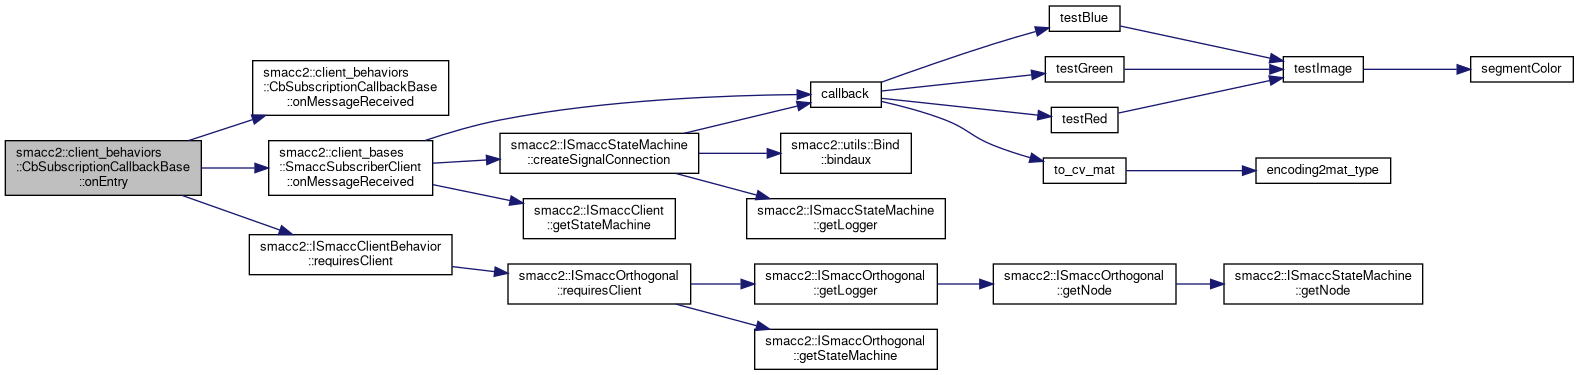 smacc2::client_behaviors
::CbSubscriptionCallbackBase
::onEntry
smacc2::client_behaviors
::CbSubscriptionCallbackBase
::onMessageReceived
smacc2::client_bases
::SmaccSubscriberClient
::onMessageReceived
smacc2::ISmaccClientBehavior
::requiresClient
smacc2::ISmaccStateMachine
::createSignalConnection
smacc2::ISmaccClient
::getStateMachine
smacc2::ISmaccOrthogonal
::requiresClient
callback
smacc2::utils::Bind
::bindaux
smacc2::ISmaccStateMachine
::getLogger
smacc2::ISmaccOrthogonal
::getLogger
smacc2::ISmaccOrthogonal
::getStateMachine
testBlue
testGreen
testRed
to_cv_mat
smacc2::ISmaccOrthogonal
::getNode
testImage
encoding2mat_type
smacc2::ISmaccStateMachine
::getNode
segmentColor